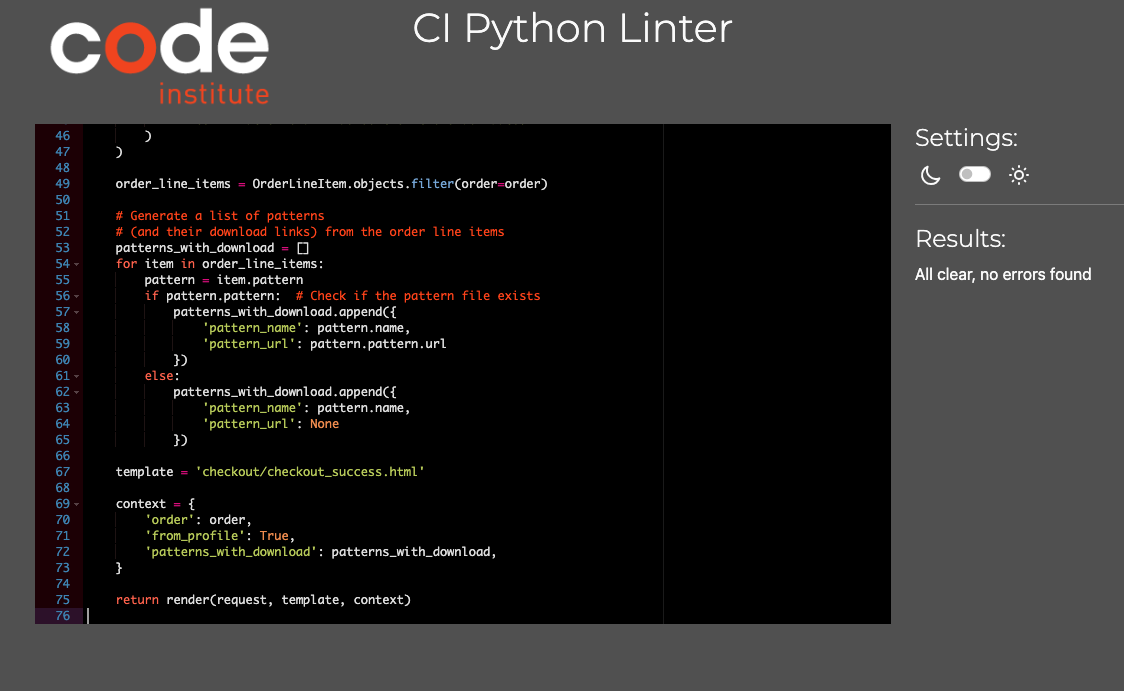 code
institute
CI Python Linter
46 )
47 )
48
49 order_line_items = OrderLineItem.objects.filter(order=order)
50
51 # Generate a list of patterns
52 # (and their download links) from the order line items
53 patterns_with_download = []
54 for item in order_line_items:
55 pattern = item.pattern
56 if pattern.pattern:  # Check if the pattern file exists
57 patterns_with_download.append({
58 'pattern_name': pattern.name,
59 'pattern_url': pattern.pattern.url
60 })
61 else:
62 patterns_with_download.append({
63 'pattern_name': pattern.name,
64 'pattern_url': None
65 })
66
67 template = 'checkout/checkout_success.html'
68
69 context = {
70 'order': order,
71 'from_profile': True,
72 'patterns_with_download': patterns_with_download,
73 }
74
75 return render(request, template, context)
76
Settings:
Results:
All clear, no errors found